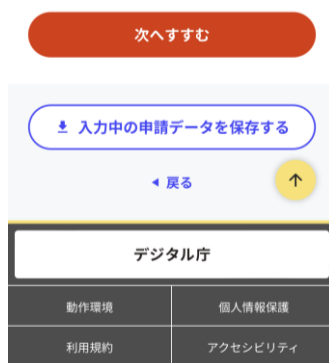 次へすすむ
入力中の申請データを保存する
戻る
デジタル庁
動作環境
個人情報保護
利用規約
アクセシビリティ